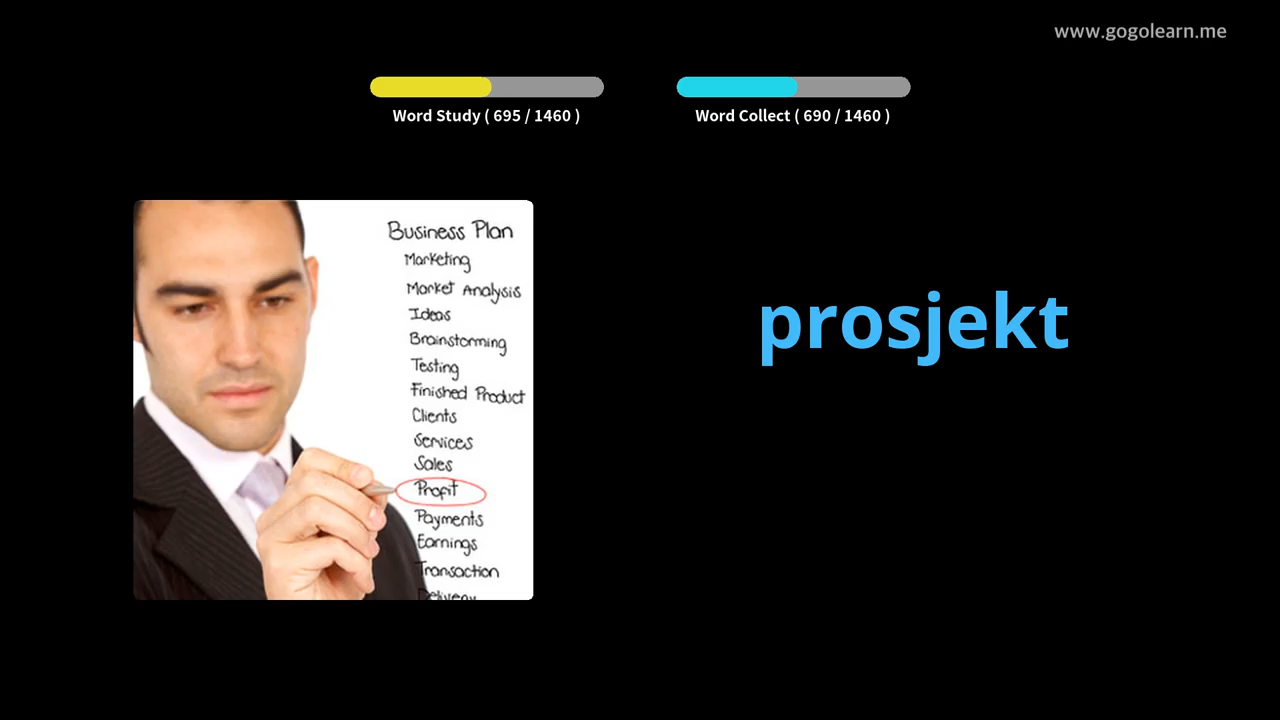 www.gogolearn.me
Word Study ( 695 / 1460 )
Word Collect ( 690 / 1460 )
Business Plan
Marketing
Market Analysis
Ideas
Brainstorming
Testing
Finished Product
Clients
Services
Sales
Profit
Payments
Earnings
Transaction
Delivery
prosjekt